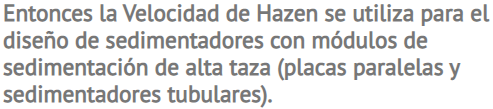 Entonces la Velocidad de Hazen se utiliza para el
diseño de sedimentadores con módulos de
sedimentación de alta taza (placas paralelas y
sedimentadores tubulares).